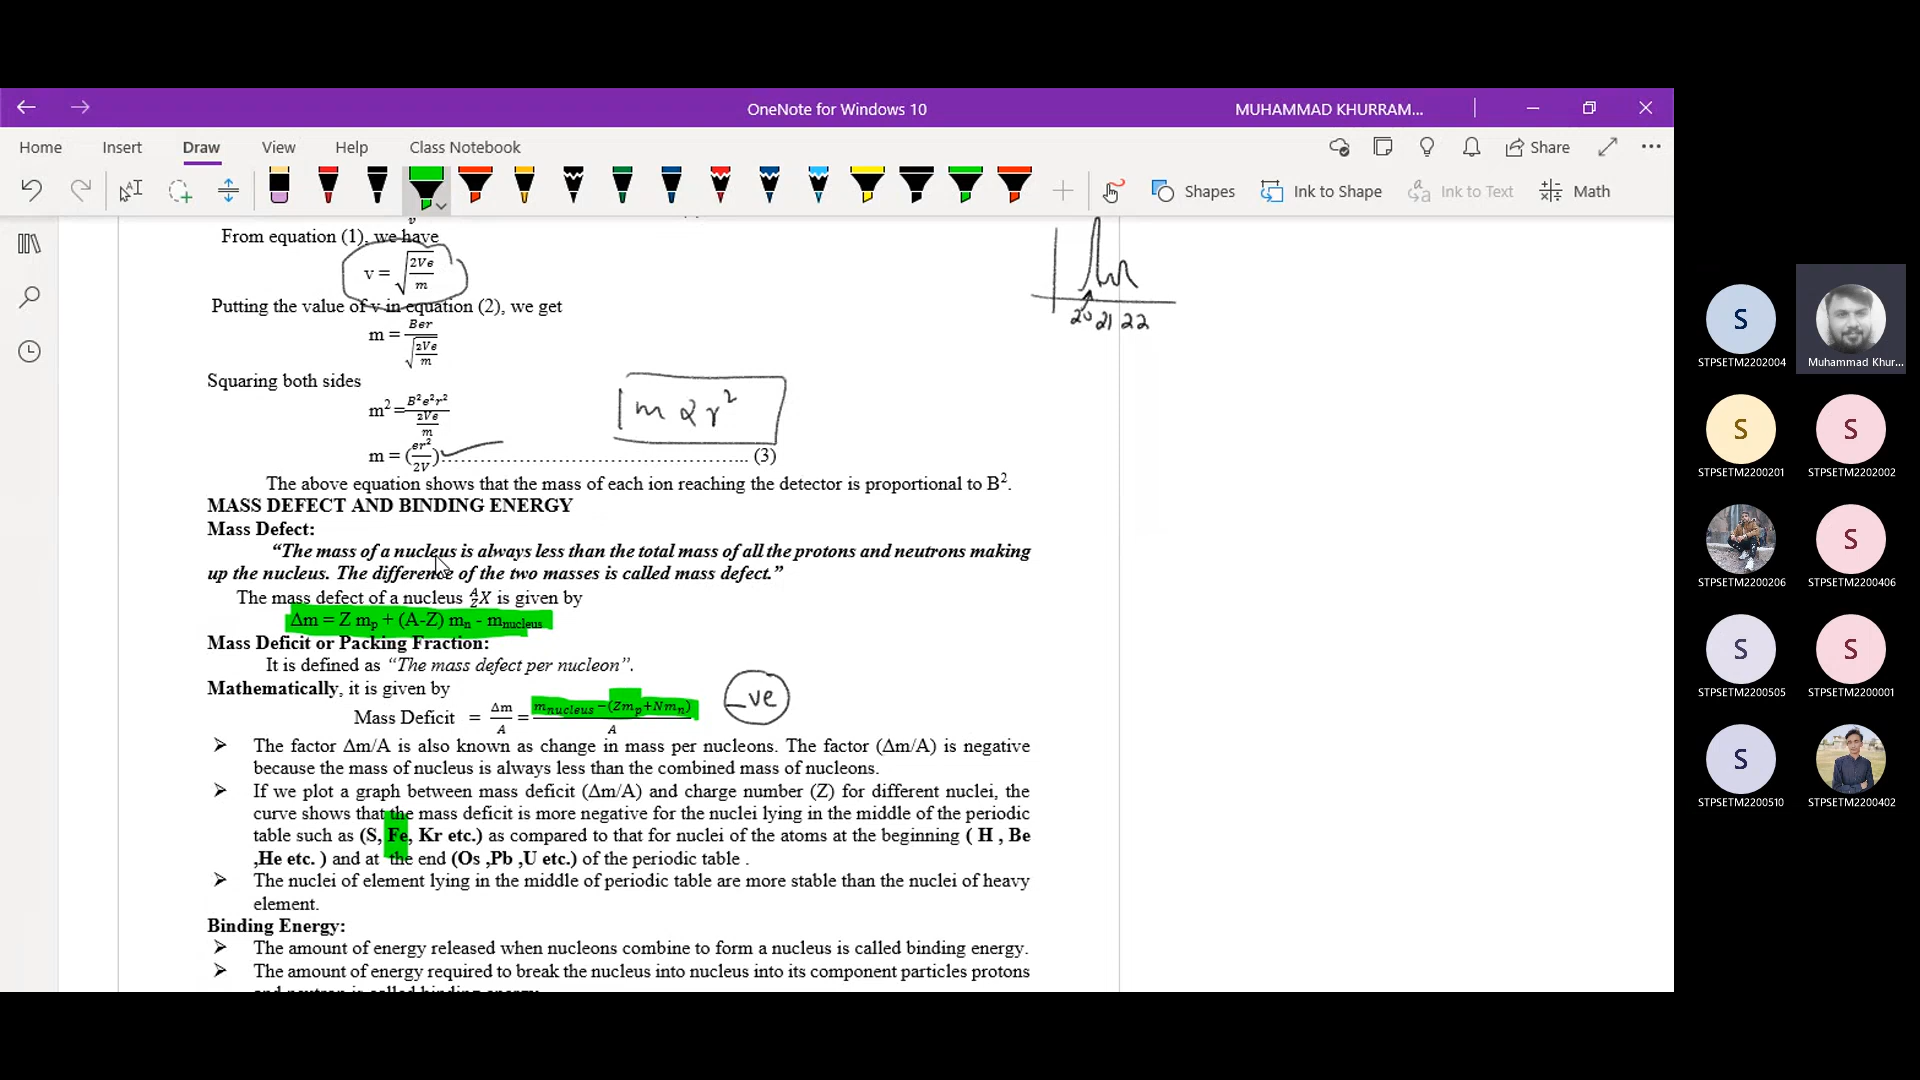 OneNote for Windows 10
MUHAMMAD KHURRAM...
Home Insert Draw View Help Class Notebook
Share
Shapes Ink to Shape Ink to Text Math
v
From equation (1), we have
v = √(2Ve/m)
Putting the value of v in equation (2), we get
m = Ber/√(2Ve/m)
20 21 22
Squaring both sides
m² = B²e²r²/(2Ve/m)
m α r²
m = (er²/2V)........................................................ (3)
The above equation shows that the mass of each ion reaching the detector is proportional to B².
MASS DEFECT AND BINDING ENERGY
Mass Defect:
“The mass of a nucleus is always less than the total mass of all the protons and neutrons making
up the nucleus. The difference of the two masses is called mass defect.”
The mass defect of a nucleus ᴬ_ZX is given by
Δm = Z mₚ + (A-Z) mₙ - m_nucleus
Mass Deficit or Packing Fraction:
It is defined as “The mass defect per nucleon”.
Mathematically, it is given by
Mass Deficit = Δm/A = m_nucleus −(Zmₚ+Nmₙ)/A
_ve
➢ The factor Δm/A is also known as change in mass per nucleons. The factor (Δm/A) is negative
because the mass of nucleus is always less than the combined mass of nucleons.
➢ If we plot a graph between mass deficit (Δm/A) and charge number (Z) for different nuclei, the
curve shows that the mass deficit is more negative for the nuclei lying in the middle of the periodic
table such as (S, Fe, Kr etc.) as compared to that for nuclei of the atoms at the beginning ( H , Be
,He etc. ) and at the end (Os ,Pb ,U etc.) of the periodic table .
➢ The nuclei of element lying in the middle of periodic table are more stable than the nuclei of heavy
element.
Binding Energy:
➢ The amount of energy released when nucleons combine to form a nucleus is called binding energy.
➢ The amount of energy required to break the nucleus into nucleus into its component particles protons
S
STPSETM2202004
Muhammad Khur...
S
STPSETM2200201
S
STPSETM2202002
STPSETM2200206
S
STPSETM2200406
S
STPSETM2200505
S
STPSETM2200001
S
STPSETM2200510
STPSETM2200402